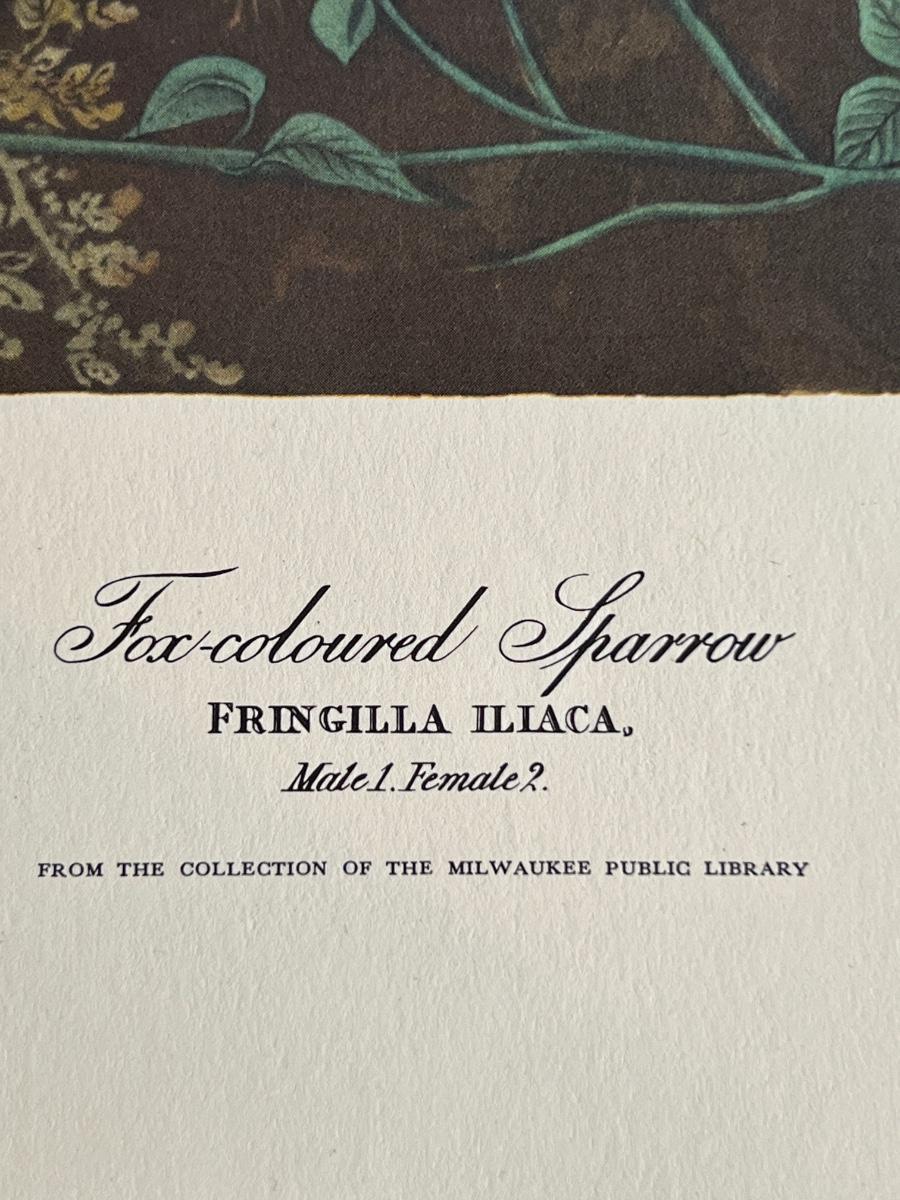 Fox-coloured Sparrow
FRINGILLA ILIACA,
Male 1. Female 2.
FROM THE COLLECTION OF THE MILWAUKEE PUBLIC LIBRARY